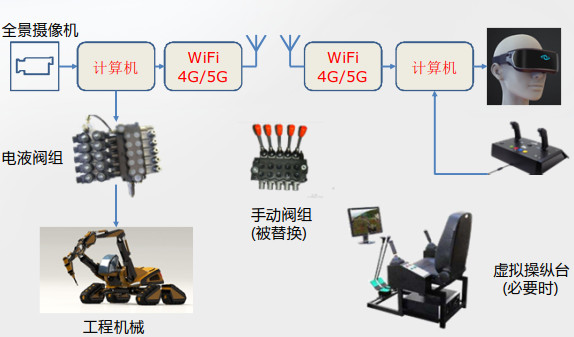 全景摄像机
计算机
WiFi
4G/5G
WiFi
4G/5G
计算机
电液阀组
手动阀组
(被替换)
虚拟操纵台
(必要时)
工程机械